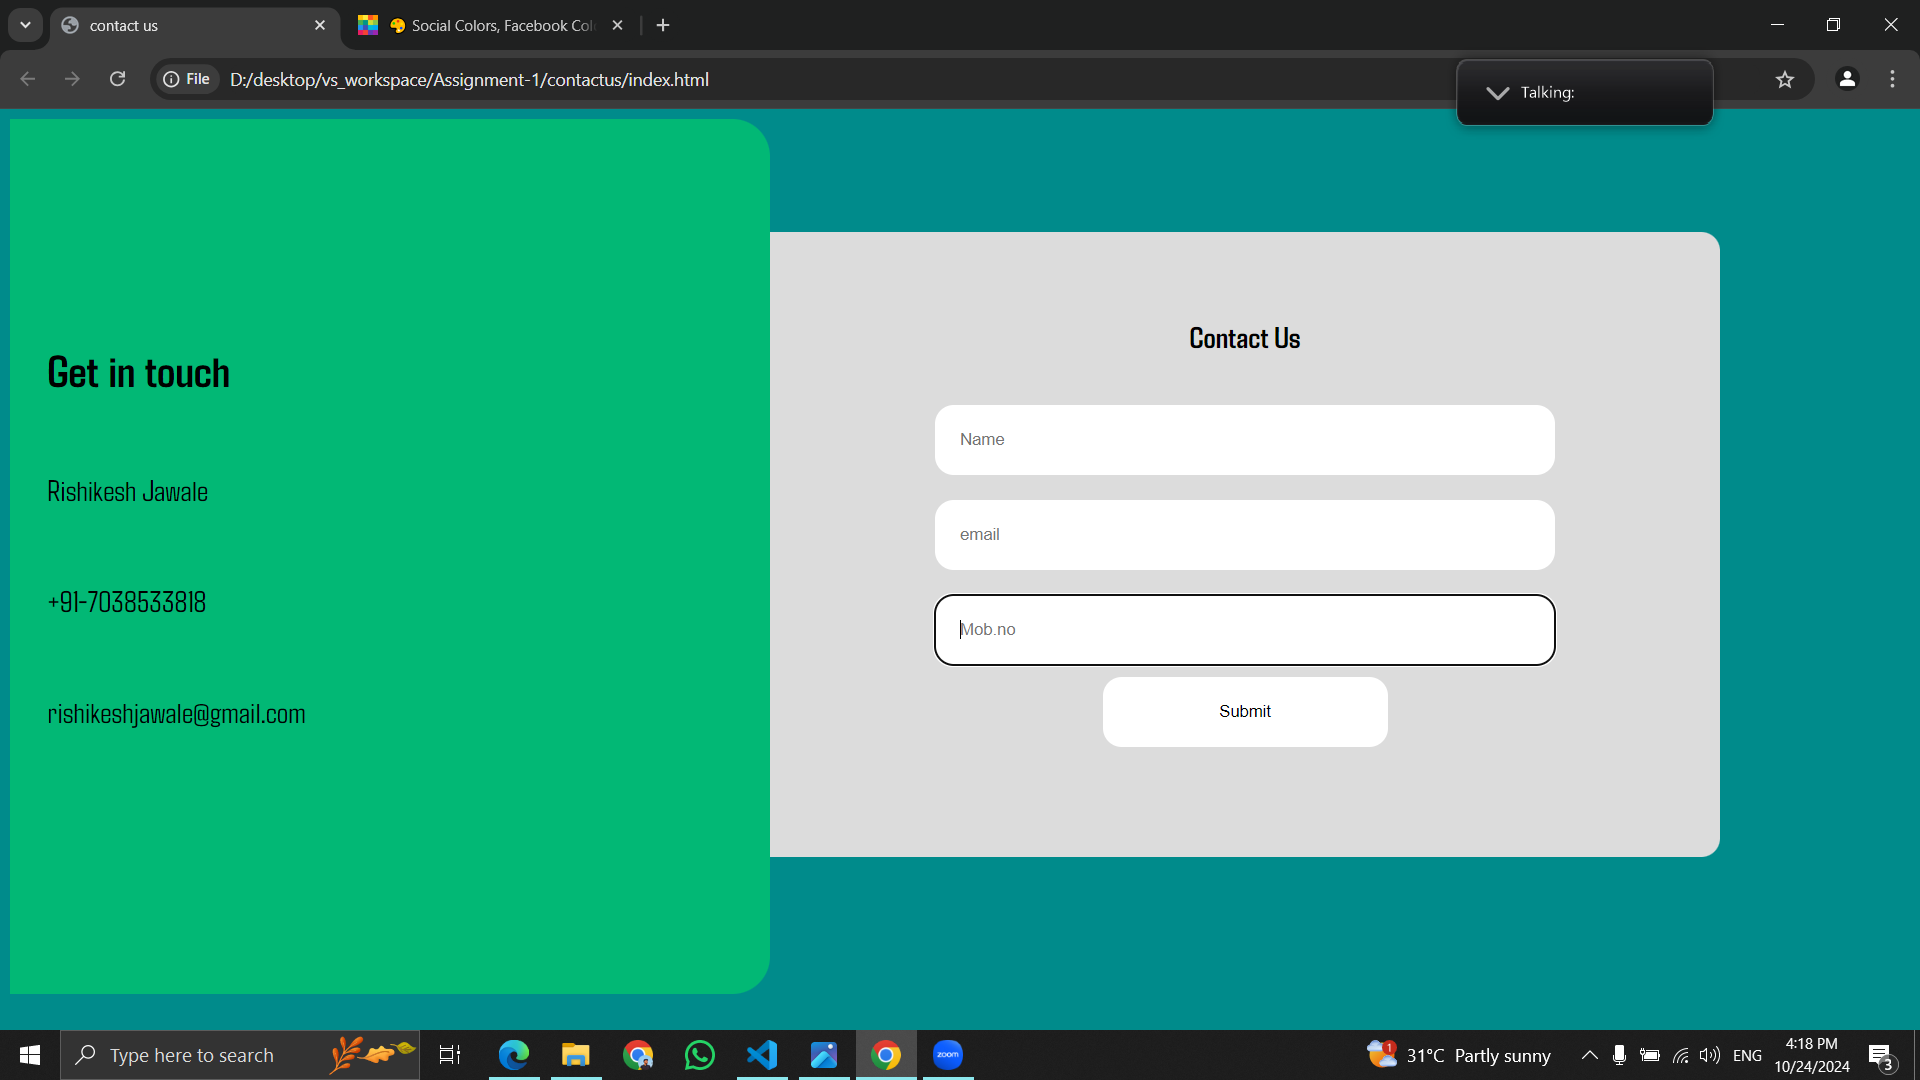 contact us
Social Colors, Facebook Col
File
D:/desktop/vs_workspace/Assignment-1/contactus/index.html
Talking:
Contact Us
Get in touch
Name
Rishikesh Jawale
email
+91-7038533818
Mob.no
rishikeshjawale@gmail.com
Submit
Type here to search
zoom
1
31°C Partly sunny
ENG
4:18 PM
10/24/2024
3